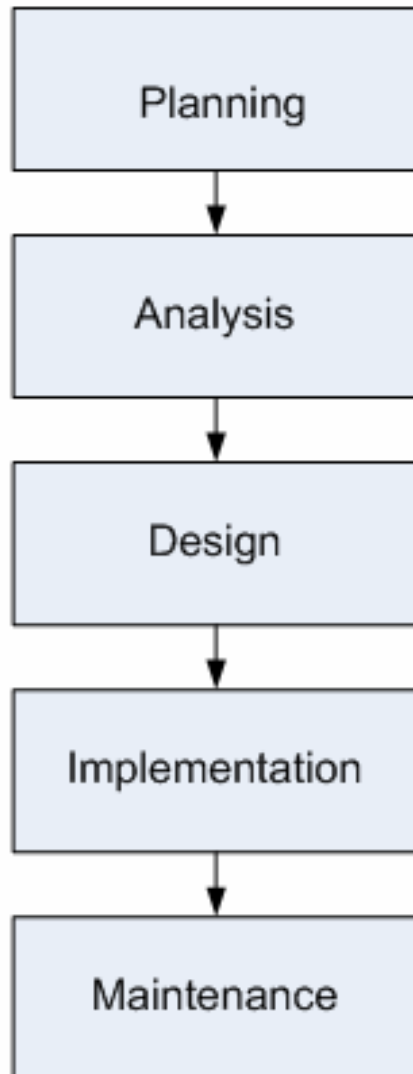 Planning
Analysis
Design
Implementation
Maintenance